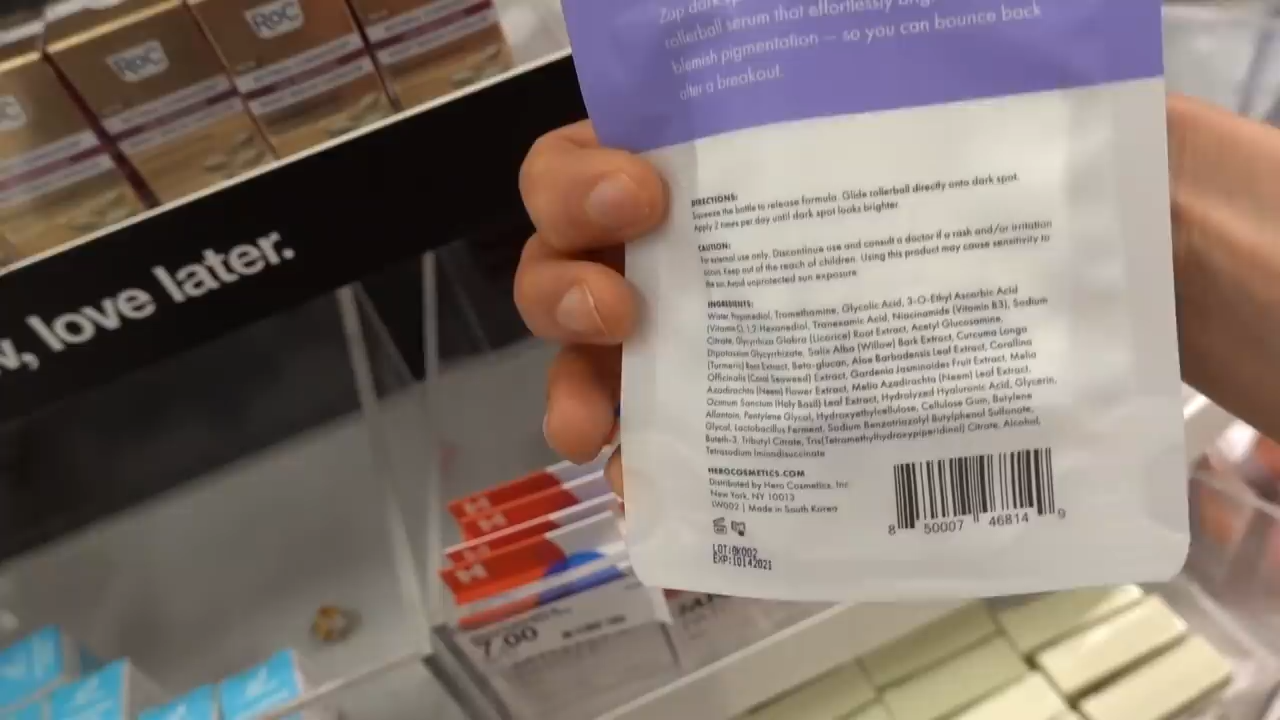 RoC
RoC
love later.
Zap dark
rollerball serum that effortlessly
blemish pigmentation — so you can bounce back
after a breakout.
DIRECTIONS:
Squeeze the bottle to release formula. Glide rollerball directly onto dark spot.
Apply 2 times per day until dark spot looks brighter.
CAUTION:
For external use only. Discontinue use and consult a doctor if a rash and/or irritation
occurs. Keep out of the reach of children. Using this product may cause sensitivity to
the sun. Avoid unprotected sun exposure
INGREDIENTS:
Water, Propanediol, Tromethamine, Glycolic Acid, 3-O-Ethyl Ascorbic Acid
(Vitamin C), 1,2-Hexanediol, Tranexamic Acid, Niacinamide (Vitamin B3), Sodium
Citrate, Glycyrrhiza Glabra (Licorice) Root Extract, Acetyl Glucosamine,
Dipotassium Glycyrrhizate, Salix Alba (Willow) Bark Extract, Curcuma Longa
(Turmeric) Root Extract, Beta-glucan, Aloe Barbadensis Leaf Extract, Corallina
Officinalis (Coral Seaweed) Extract, Gardenia Jasminoides Fruit Extract, Melia
Azadirachta (Neem) Flower Extract, Melia Azadirachta (Neem) Leaf Extract,
Ocimum Sanctum (Holy Basil) Leaf Extract, Hydrolyzed Hyaluronic Acid, Glycerin,
Allantoin, Pentylene Glycol, Hydroxyethylcellulose, Cellulose Gum, Butylene
Glycol, Lactobacillus Ferment, Sodium Benzotriazolyl Butylphenol Sulfonate,
Buteth-3, Tributyl Citrate, Tris(Tetramethylhydroxypiperidinol) Citrate, Alcohol,
Tetrasodium Iminodisuccinate
HEROCOSMETICS.COM
Distributed by Hero Cosmetics, Inc
New York, NY 10013
LW002 | Made in South Korea
8 50007 46814 9
LOT:0K002
EXP:10142021
7.00